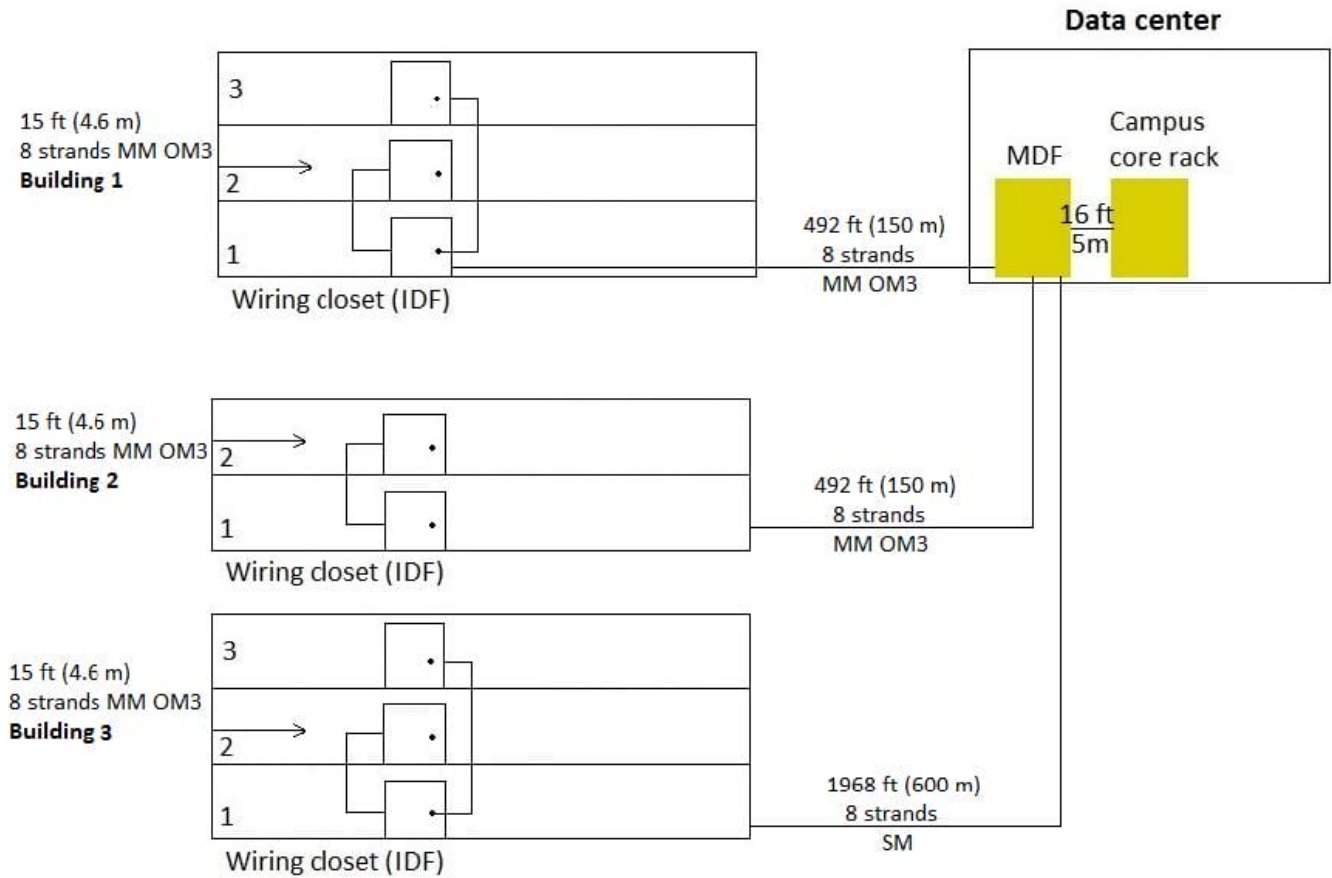 Data center
MDF
Campus
core rack
16 ft
5m
15 ft (4.6 m)
8 strands MM OM3
Building 1
3
2
1
Wiring closet (IDF)
492 ft (150 m)
8 strands
MM OM3
15 ft (4.6 m)
8 strands MM OM3
Building 2
2
1
Wiring closet (IDF)
492 ft (150 m)
8 strands
MM OM3
15 ft (4.6 m)
8 strands MM OM3
Building 3
3
2
1
Wiring closet (IDF)
1968 ft (600 m)
8 strands
SM